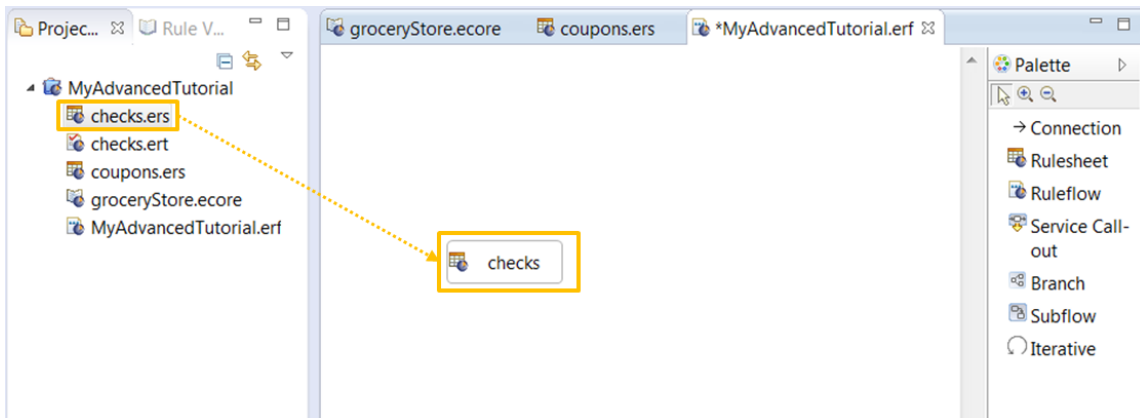 Projec...
Rule V...
MyAdvancedTutorial
checks.ers
checks.ert
coupons.ers
groceryStore.ecore
MyAdvancedTutorial.erf
groceryStore.ecore
coupons.ers
*MyAdvancedTutorial.erf
checks
Palette
Connection
Rulesheet
Ruleflow
Service Call-
out
Branch
Subflow
Iterative